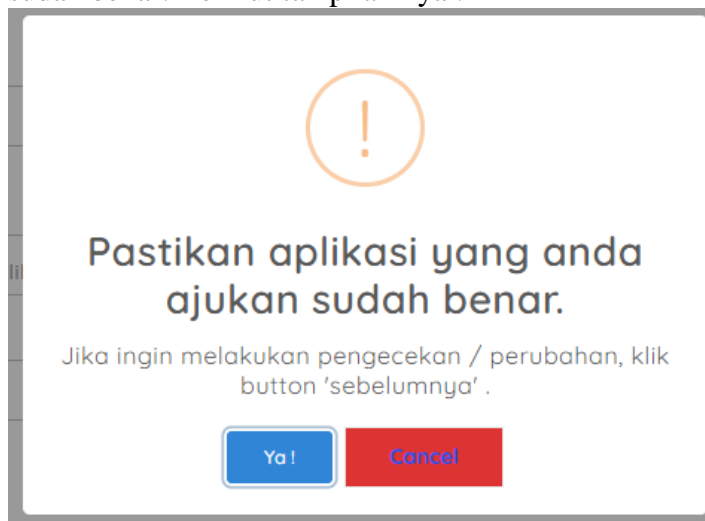 !
Pastikan aplikasi yang anda
ajukan sudah benar.
Jika ingin melakukan pengecekan / perubahan, klik
button 'sebelumnya' .
Ya !
Cancel